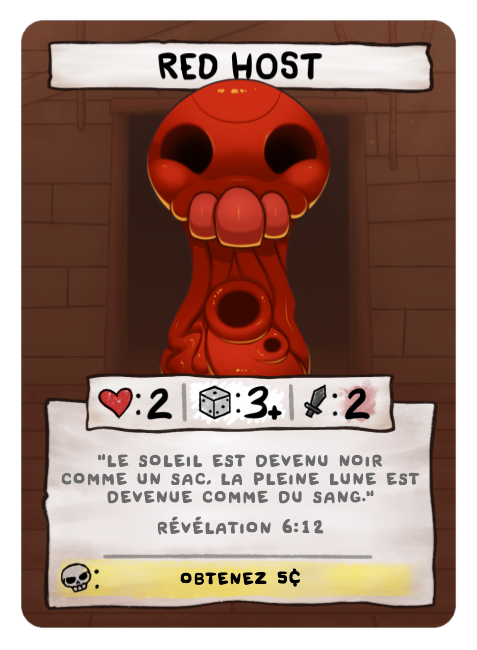 RED HOST
:2 :3+ :2
"LE SOLEIL EST DEVENU NOIR
COMME UN SAC, LA PLEINE LUNE EST
DEVENUE COMME DU SANG."
RÉVÉLATION 6:12
: OBTENEZ 5¢